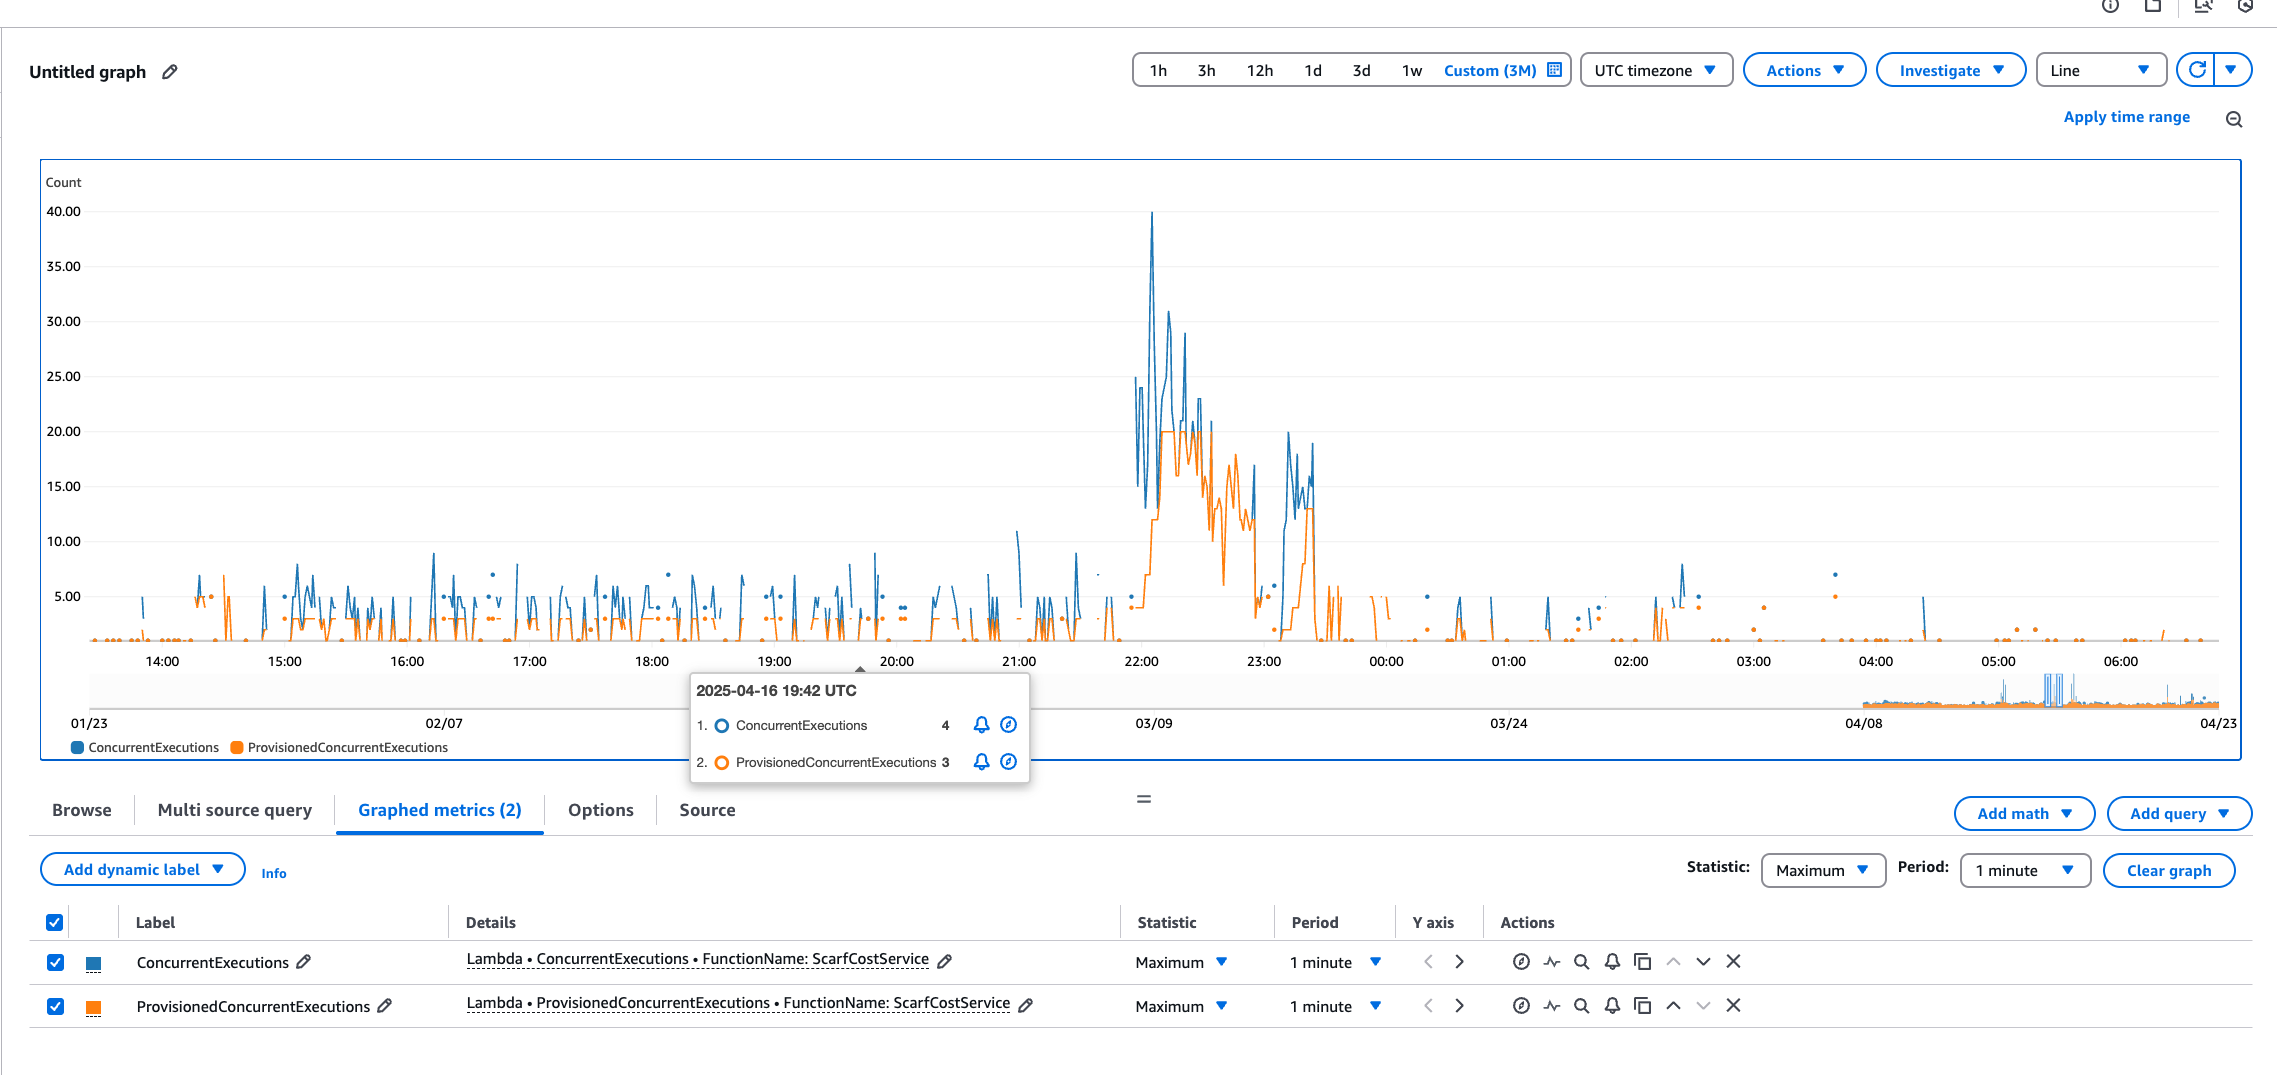 Untitled graph
1h 3h 12h 1d 3d 1w Custom (3M) UTC timezone Actions Investigate Line
Apply time range
Count
40.00
35.00
30.00
25.00
20.00
15.00
10.00
5.00
14:00 15:00 16:00 17:00 18:00 19:00 20:00 21:00 22:00 23:00 00:00 01:00 02:00 03:00 04:00 05:00 06:00
01/23 02/07 03/09 03/24 04/08 04/23
ConcurrentExecutions ProvisionedConcurrentExecutions
2025-04-16 19:42 UTC
1. ConcurrentExecutions 4
2. ProvisionedConcurrentExecutions 3
Browse Multi source query Graphed metrics (2) Options Source Add math Add query
Add dynamic label Info Statistic: Maximum Period: 1 minute Clear graph
Label Details Statistic Period Y axis Actions
ConcurrentExecutions Lambda • ConcurrentExecutions • FunctionName: ScarfCostService Maximum 1 minute
ProvisionedConcurrentExecutions Lambda • ProvisionedConcurrentExecutions • FunctionName: ScarfCostService Maximum 1 minute